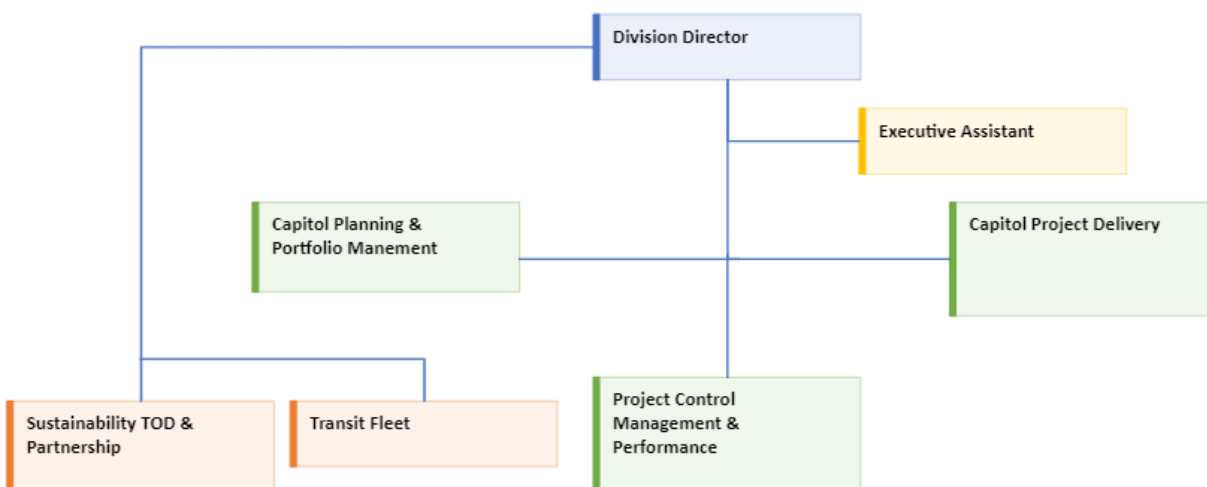 Division Director
Executive Assistant
Capitol Planning &
Portfolio Manement
Capitol Project Delivery
Sustainability TOD &
Partnership
Transit Fleet
Project Control
Management &
Performance